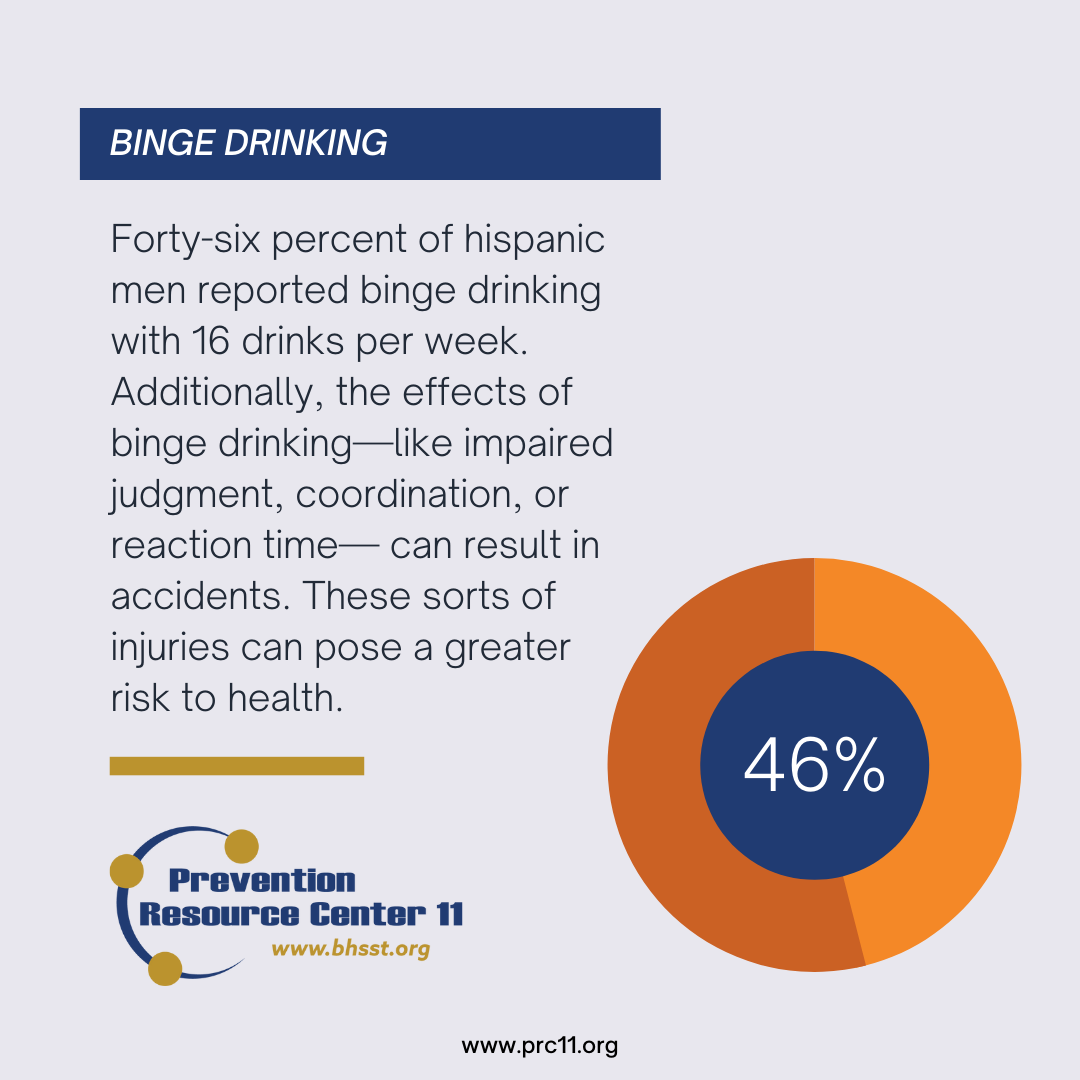 BINGE DRINKING
Forty-six percent of hispanic
men reported binge drinking
with 16 drinks per week.
Additionally, the effects of
binge drinking—like impaired
judgment, coordination, or
reaction time— can result in
accidents. These sorts of
injuries can pose a greater
risk to health.
46%
Prevention
Resource Center 11
www.bhsst.org
www.prc11.org